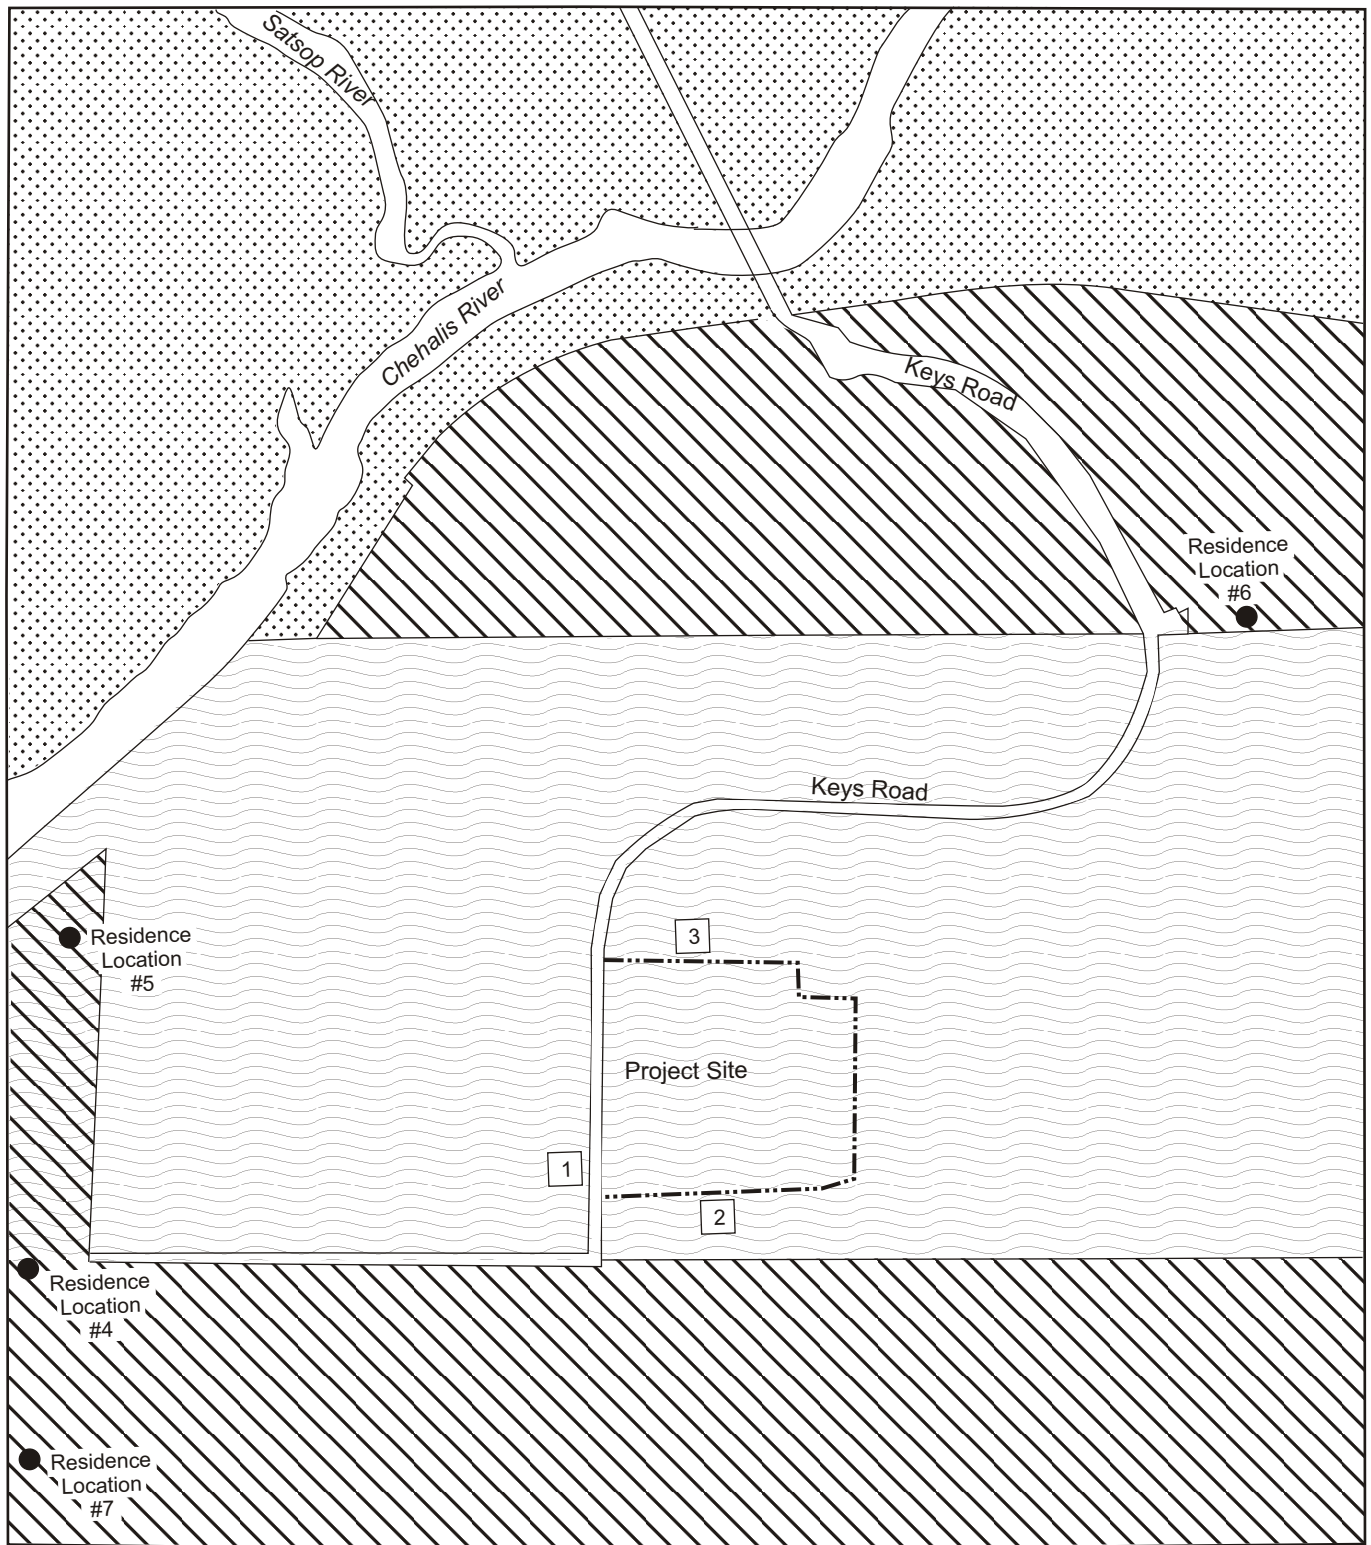 Satsop River
Chehalis River
Keys Road
Residence
Location
#6
Keys Road
3
Residence
Location
#5
Project Site
1
2
Residence
Location
#4
Residence
Location
#7